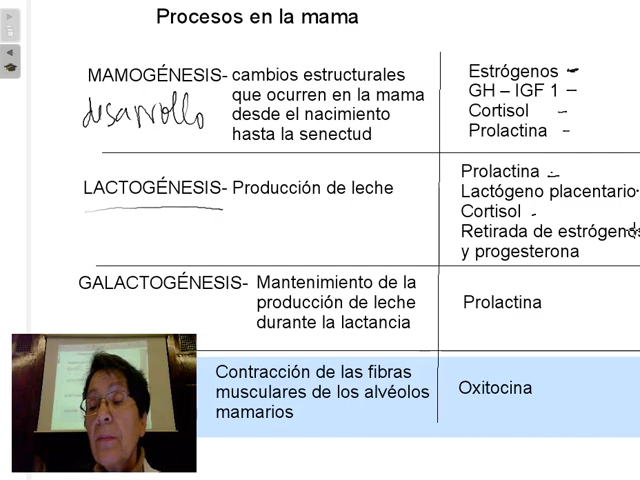 Procesos en la mama
MAMOGÉNESIS- cambios estructurales
que ocurren en la mama
desde el nacimiento
hasta la senectud
desarrollo
Estrógenos
GH – IGF 1
Cortisol
Prolactina
LACTOGÉNESIS- Producción de leche
Prolactina
Lactógeno placentario
Cortisol
Retirada de estrógenos
y progesterona
GALACTOGÉNESIS- Mantenimiento de la
producción de leche
durante la lactancia
Prolactina
Contracción de las fibras
musculares de los alvéolos
mamarios
Oxitocina